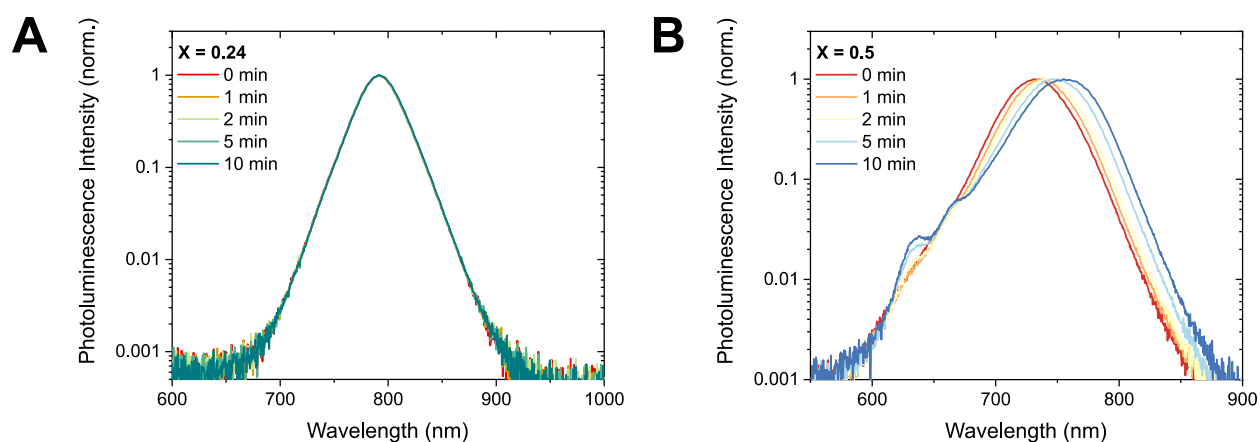 A
Photoluminescence Intensity (norm.)
X = 0.24
0 min
1 min
2 min
5 min
10 min
1
0.1
0.01
0.001
600
700
800
900
1000
Wavelength (nm)
B
Photoluminescence Intensity (norm.)
X = 0.5
0 min
1 min
2 min
5 min
10 min
1
0.1
0.01
0.001
600
700
800
900
Wavelength (nm)